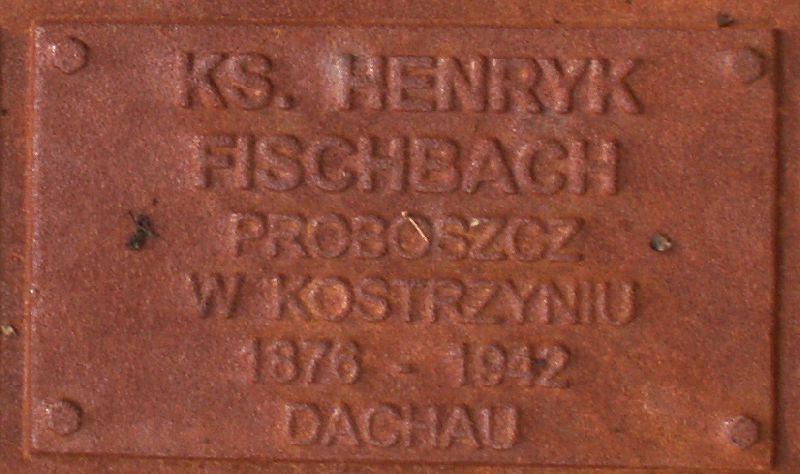 KS. HENRYK
FISCHBACH
PROBOSZCZ
W KOSTRZYNIU
1876 - 1942
DACHAU